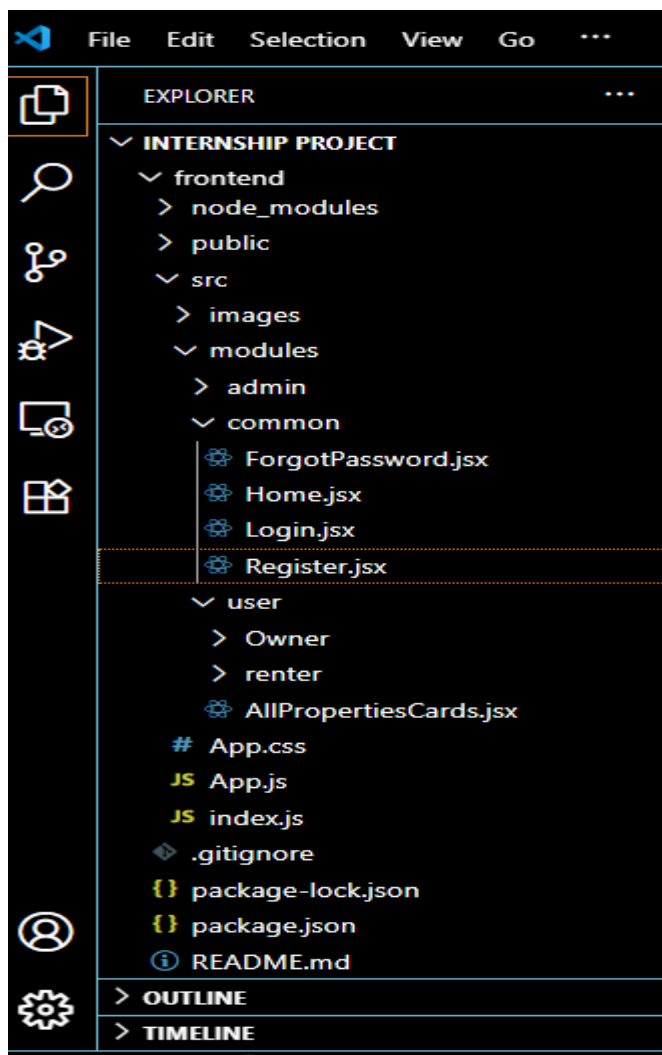 File Edit Selection View Go ...
EXPLORER ...
INTERNSHIP PROJECT
frontend
node_modules
public
src
images
modules
admin
common
ForgotPassword.jsx
Home.jsx
Login.jsx
Register.jsx
user
Owner
renter
AllPropertiesCards.jsx
# App.css
JS App.js
JS index.js
.gitignore
{} package-lock.json
{} package.json
README.md
OUTLINE
TIMELINE